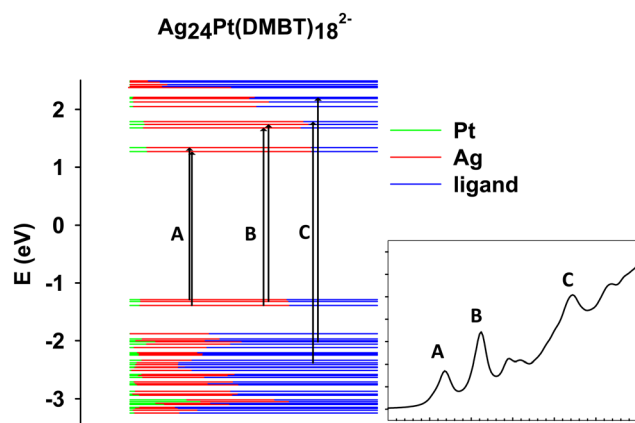 Ag24Pt(DMBT)18 2-
E (eV)
2
1
0
-1
-2
-3
A
B
C
Pt
Ag
ligand
A
B
C